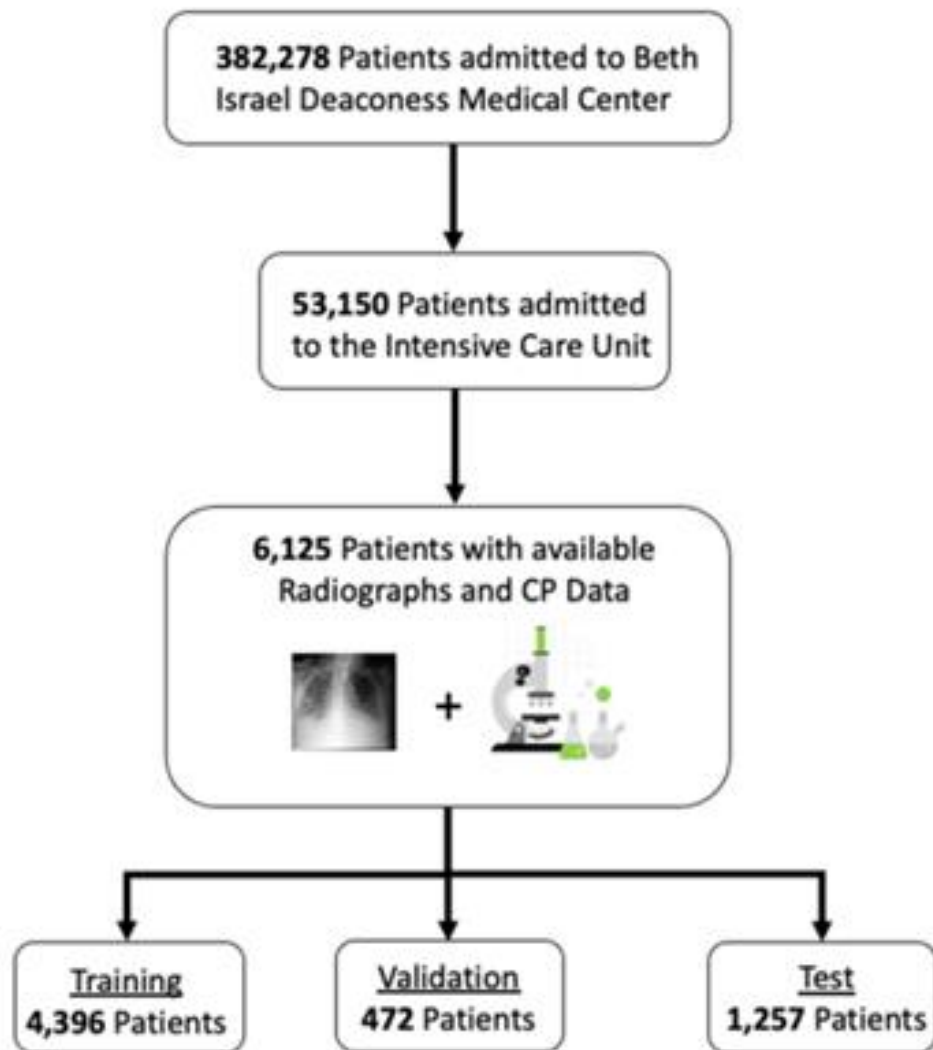 382,278 Patients admitted to Beth
Israel Deaconess Medical Center
53,150 Patients admitted
to the Intensive Care Unit
6,125 Patients with available
Radiographs and CP Data
+
?
Training
4,396 Patients
Validation
472 Patients
Test
1,257 Patients